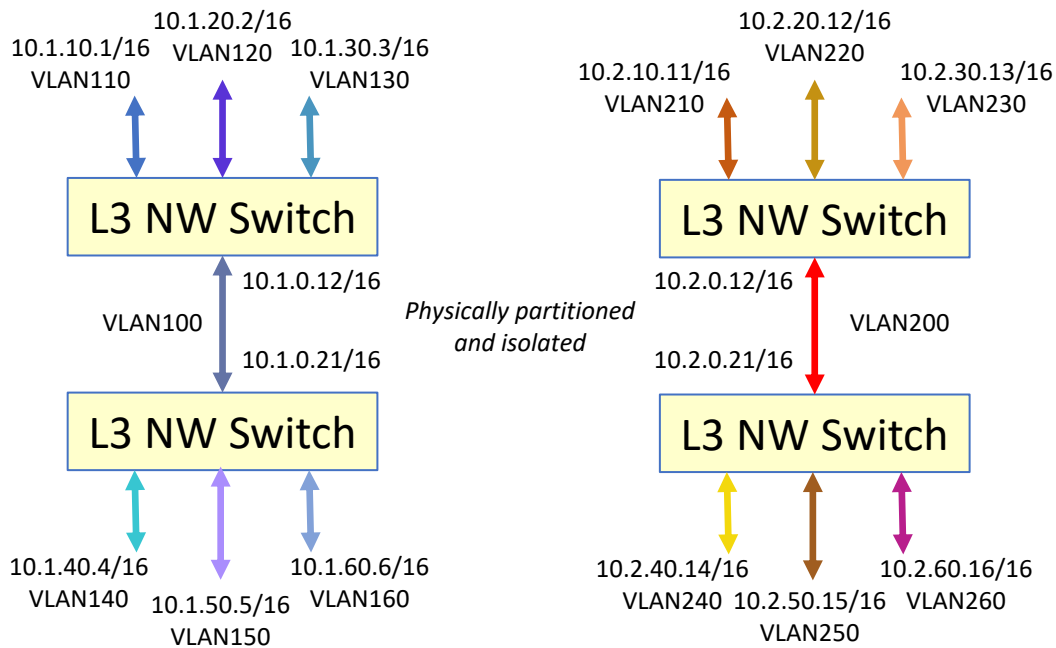 10.1.20.2/16
VLAN120
10.1.10.1/16
VLAN110
10.1.30.3/16
VLAN130
L3 NW Switch
10.1.0.12/16
VLAN100
10.1.0.21/16
L3 NW Switch
10.1.40.4/16
VLAN140
10.1.50.5/16
VLAN150
10.1.60.6/16
VLAN160
Physically partitioned
and isolated
10.2.20.12/16
VLAN220
10.2.10.11/16
VLAN210
10.2.30.13/16
VLAN230
L3 NW Switch
10.2.0.12/16
VLAN200
10.2.0.21/16
L3 NW Switch
10.2.40.14/16
VLAN240
10.2.50.15/16
VLAN250
10.2.60.16/16
VLAN260